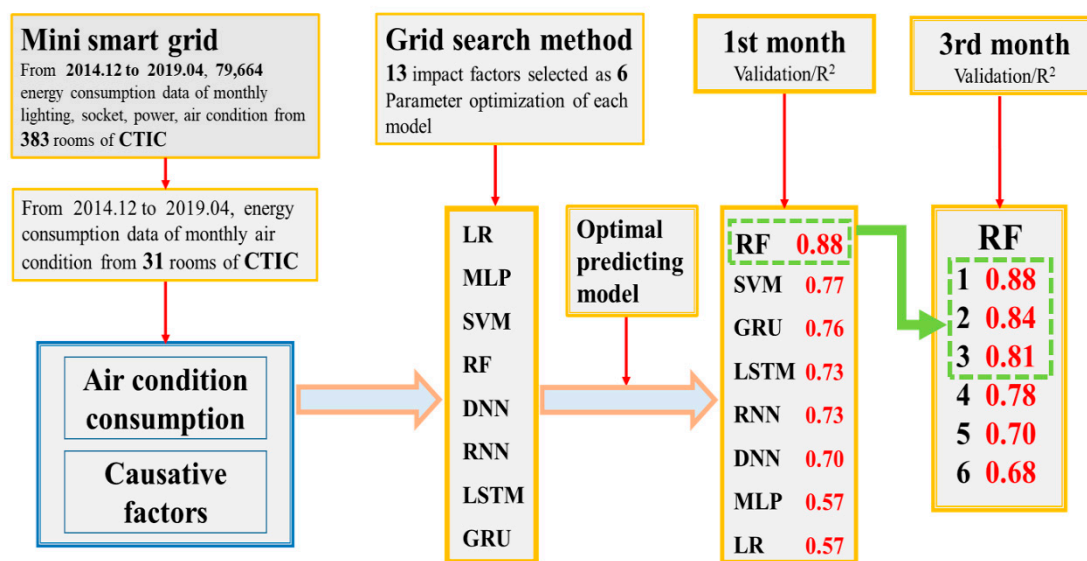 Mini smart grid
From 2014.12 to 2019.04, 79,664
energy consumption data of monthly
lighting, socket, power, air condition from
383 rooms of CTIC
From 2014.12 to 2019.04, energy
consumption data of monthly air
condition from 31 rooms of CTIC
Air condition
consumption
Causative
factors
Grid search method
13 impact factors selected as 6
Parameter optimization of each
model
LR
MLP
SVM
RF
DNN
RNN
LSTM
GRU
Optimal
predicting
model
1st month
Validation/R²
RF 0.88
SVM 0.77
GRU 0.76
LSTM 0.73
RNN 0.73
DNN 0.70
MLP 0.57
LR 0.57
3rd month
Validation/R²
RF
1 0.88
2 0.84
3 0.81
4 0.78
5 0.70
6 0.68